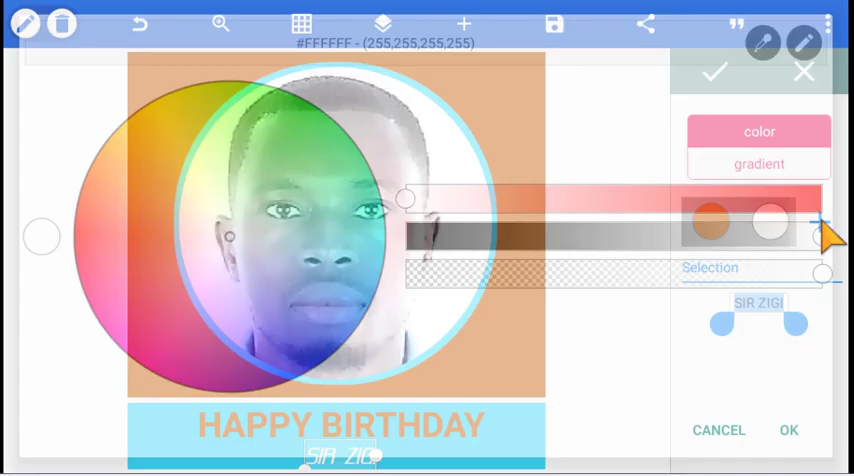 #FFFFFF - (255,255,255,255)
color
gradient
Selection
SIR ZIGI
CANCEL
OK
HAPPY BIRTHDAY
SIR ZIGI